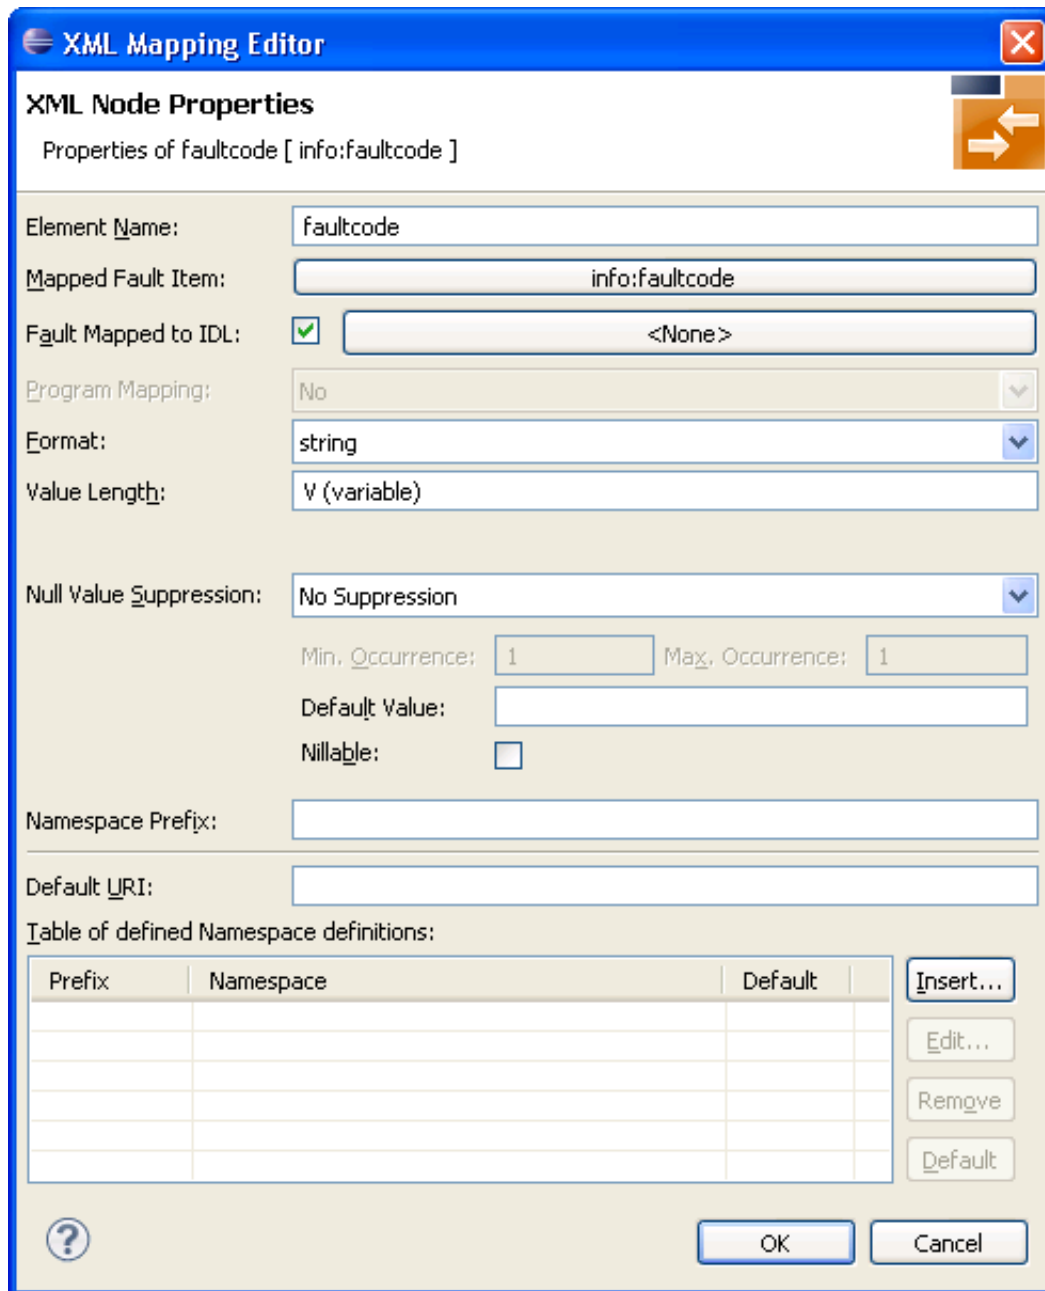 XML Mapping Editor
XML Node Properties
Properties of faultcode [ info:faultcode ]
Element Name: faultcode
Mapped Fault Item: info:faultcode
Fault Mapped to IDL: <None>
Program Mapping: No
Format: string
Value Length: V (variable)
Null Value Suppression: No Suppression
Min. Occurrence: 1 Max. Occurrence: 1
Default Value:
Nillable:
Namespace Prefix:
Default URI:
Table of defined Namespace definitions:
Prefix Namespace Default Insert...
Edit...
Remove
Default
? OK Cancel